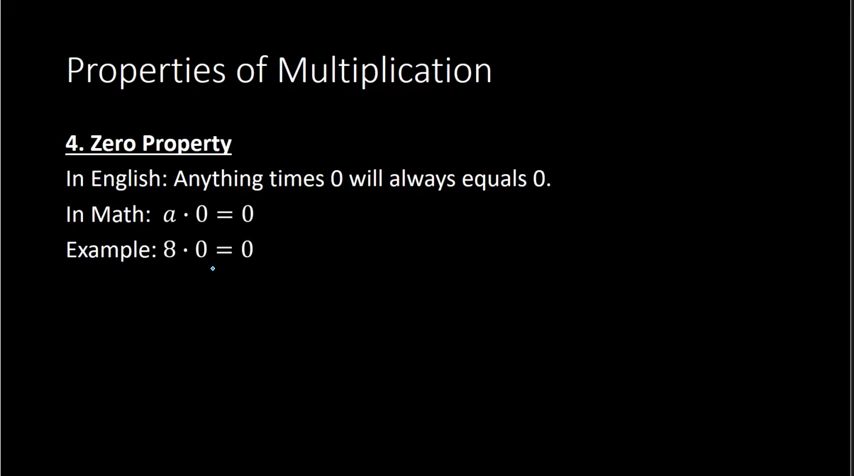 Properties of Multiplication
4. Zero Property
In English: Anything times 0 will always equals 0.
In Math: a · 0 = 0
Example: 8 · 0 = 0